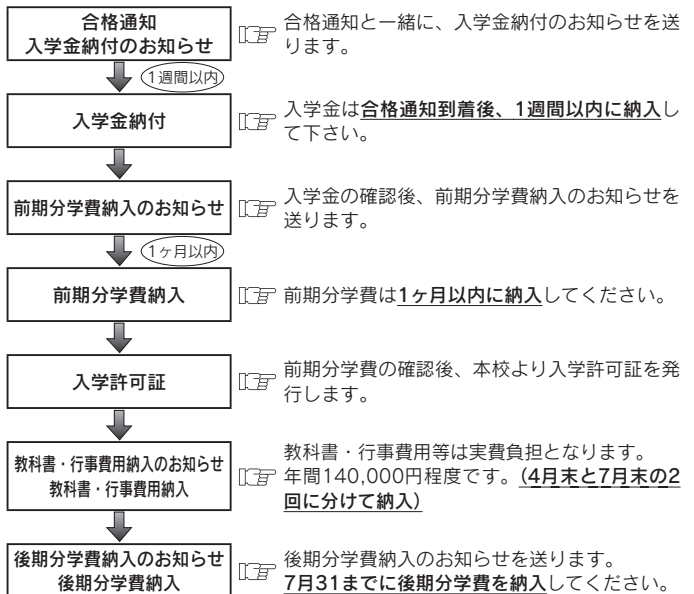 合格通知
入学金納付のお知らせ
合格通知と一緒に、入学金納付のお知らせを送
ります。
1週間以内
入学金納付
入学金は合格通知到着後、1週間以内に納入し
て下さい。
前期分学費納入のお知らせ
入学金の確認後、前期分学費納入のお知らせを
送ります。
1ヶ月以内
前期分学費納入
前期分学費は1ヶ月以内に納入してください。
入学許可証
前期分学費の確認後、本校より入学許可証を発
行します。
教科書・行事費用納入のお知らせ
教科書・行事費用納入
教科書・行事費用等は実費負担となります。
年間140,000円程度です。(4月末と7月末の2
回に分けて納入)
後期分学費納入のお知らせ
後期分学費納入
後期分学費納入のお知らせを送ります。
7月31までに後期分学費を納入してください。